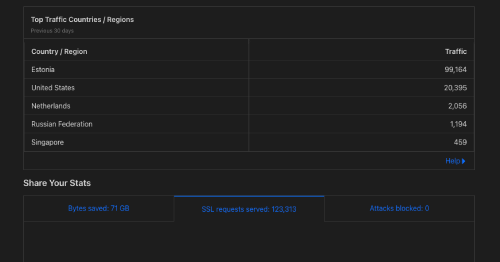 Top Traffic Countries / Regions
Previous 30 days
Country / Region Traffic
Estonia 99,164
United States 20,395
Netherlands 2,056
Russian Federation 1,194
Singapore 459
Help
Share Your Stats
Bytes saved: 71 GB SSL requests served: 123,313 Attacks blocked: 0